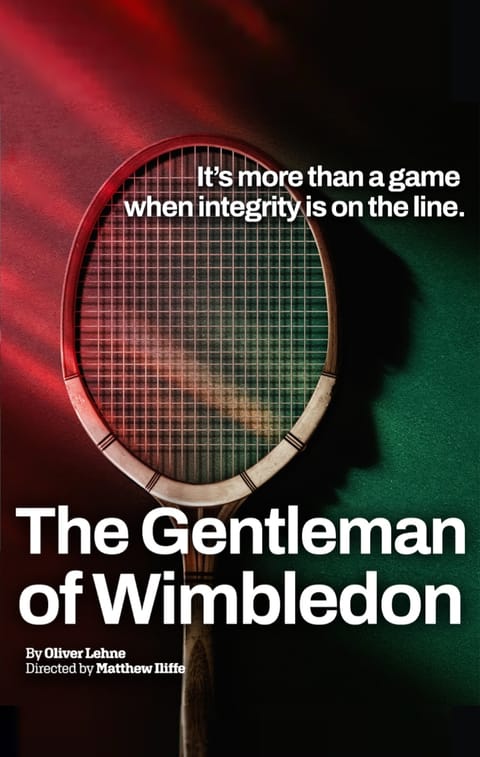 It’s more than a game
when integrity is on the line.
The Gentleman
of Wimbledon
By Oliver Lehne
Directed by Matthew Iliffe